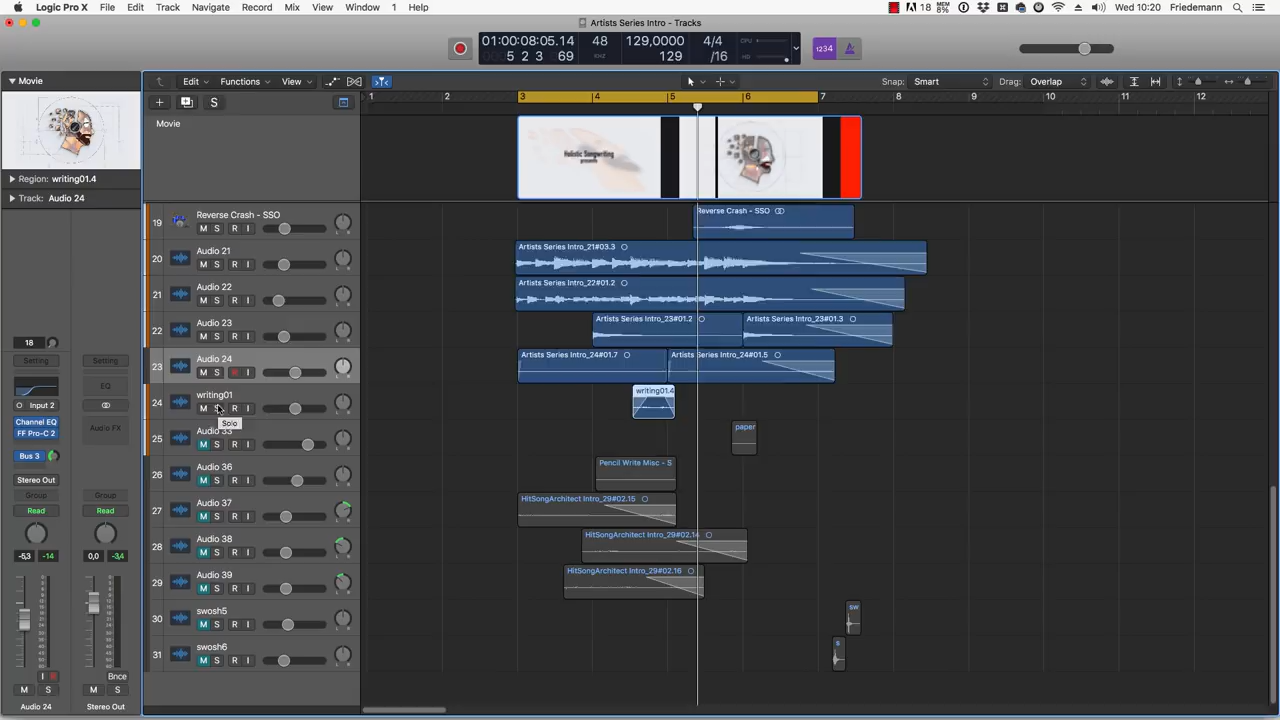 Logic Pro X File Edit Track Navigate Record Mix View Window 1 Help
18 MEM 8% Wed 10:20 Friedemann
Artists Series Intro - Tracks
01:00:08:05.14 48 129,0000 4/4 CPU
5 2 3 69 KHZ 129 /16 HD
1234
Movie Edit Functions View Snap: Smart Drag: Overlap
S
1 2 3 4 5 6 7 8 9 10 11 12
Movie
Holistic Songwriting
presents
Region: writing01.4
Track: Audio 24
19 Reverse Crash - SSO M S R I Reverse Crash - SSO
20 Audio 21 M S R I Artists Series Intro_21#03.3
21 Audio 22 M S R I Artists Series Intro_22#01.2
22 Audio 23 M S R I Artists Series Intro_23#01.2 Artists Series Intro_23#01.3
23 Audio 24 M S R I Artists Series Intro_24#01.7 Artists Series Intro_24#01.5
24 writing01 M S R I writing01.4
Solo
25 M S R I paper
26 Audio 36 M S R I Pencil Write Misc - S
27 Audio 37 M S R I HitSongArchitect Intro_29#02.15
28 Audio 38 M S R I
29 Audio 39 M S R I HitSongArchitect Intro_29#02.16
30 swosh5 M S R I sw
31 swosh6 M S R I s
18
Setting Setting
EQ
Input 2
Channel EQ
FF Pro-C 2
Audio FX
Bus 3
Stereo Out
Group Group
Read Read
-5,3 -14 0,0 -3,4
I R Bnce
M S M S
Audio 24 Stereo Out